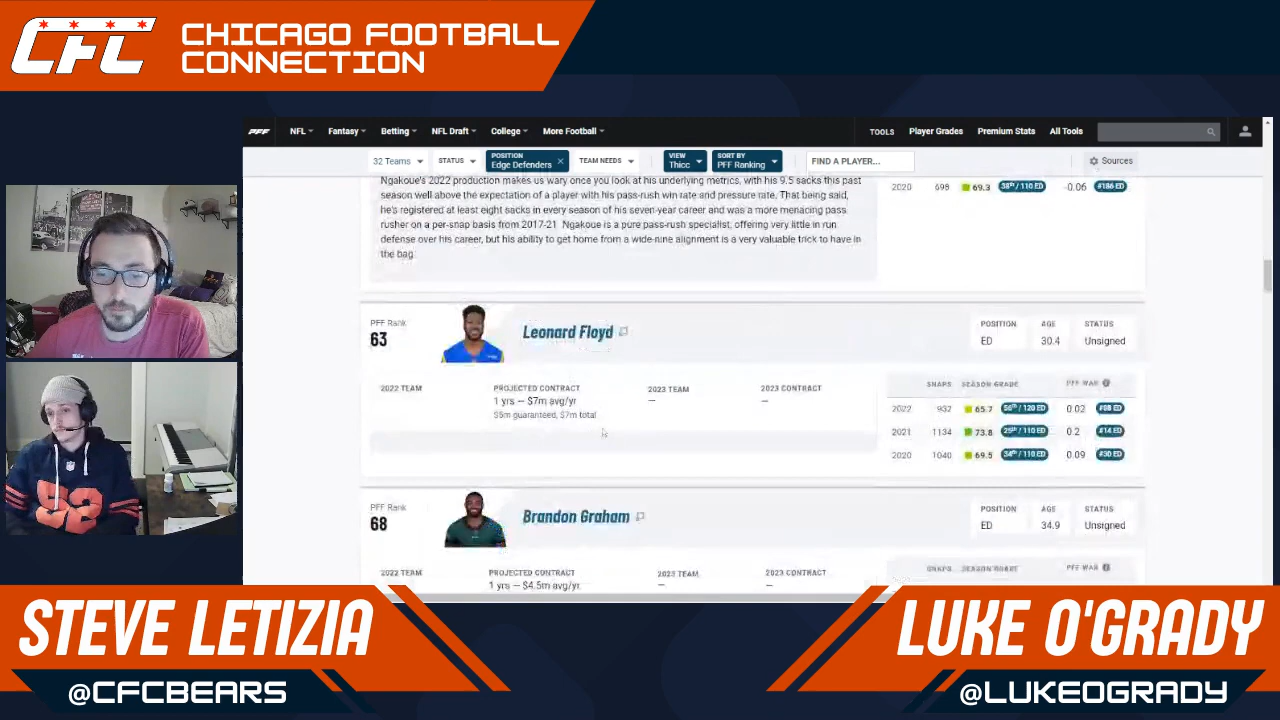 CFC
CHICAGO FOOTBALL
CONNECTION
PFF NFL Fantasy Betting NFL Draft College More Football TOOLS Player Grades Premium Stats All Tools
32 Teams STATUS POSITION Edge Defenders × TEAM NEEDS VIEW Thicc SORT BY PFF Ranking FIND A PLAYER... Sources
Ngakoue's 2022 production makes us wary once you look at his underlying metrics, with his 9.5 sacks this past
season well above the expectation of a player with his pass-rush win rate and pressure rate. That being said,
he's registered at least eight sacks in every season of his seven-year career and was a more menacing pass
rusher on a per-snap basis from 2017-21 Ngakoue is a pure pass-rush specialist, offering very little in run
defense over his career, but his ability to get home from a wide-nine alignment is a very valuable trick to have in
the bag
2020 698 69.3 38th / 110 ED -0.06 #186 ED
PFF Rank
63
Leonard Floyd
POSITION AGE STATUS
ED 30.4 Unsigned
2022 TEAM PROJECTED CONTRACT 2023 TEAM 2023 CONTRACT
1 yrs — $7m avg/yr — —
$5m guaranteed, $7m total
SNAPS SEASON GRADE PFF WAR
2022 932 65.7 56th / 120 ED 0.02 #88 ED
2021 1134 73.8 25th / 110 ED 0.2 #14 ED
2020 1040 69.5 34th / 110 ED 0.09 #30 ED
PFF Rank
68
Brandon Graham
POSITION AGE STATUS
ED 34.9 Unsigned
2022 TEAM PROJECTED CONTRACT 2023 TEAM 2023 CONTRACT
1 yrs — $4.5m avg/yr — —
SNAPS SEASON GRADE PFF WAR
STEVE LETIZIA
@CFCBEARS
LUKE O'GRADY
@LUKEOGRADY